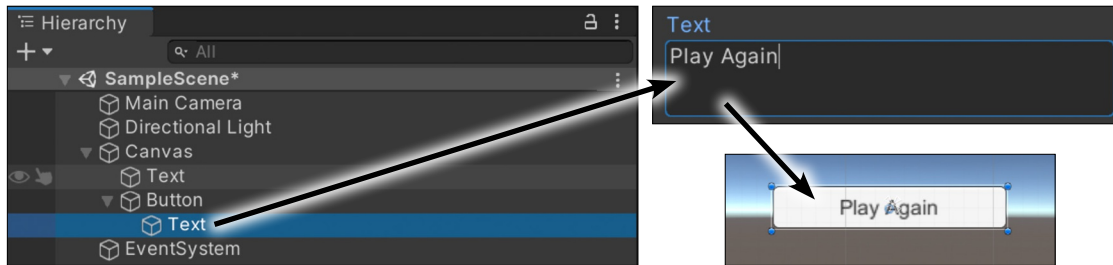 Hierarchy
All
SampleScene*
Main Camera
Directional Light
Canvas
Text
Button
Text
EventSystem
Text
Play Again
Play Again